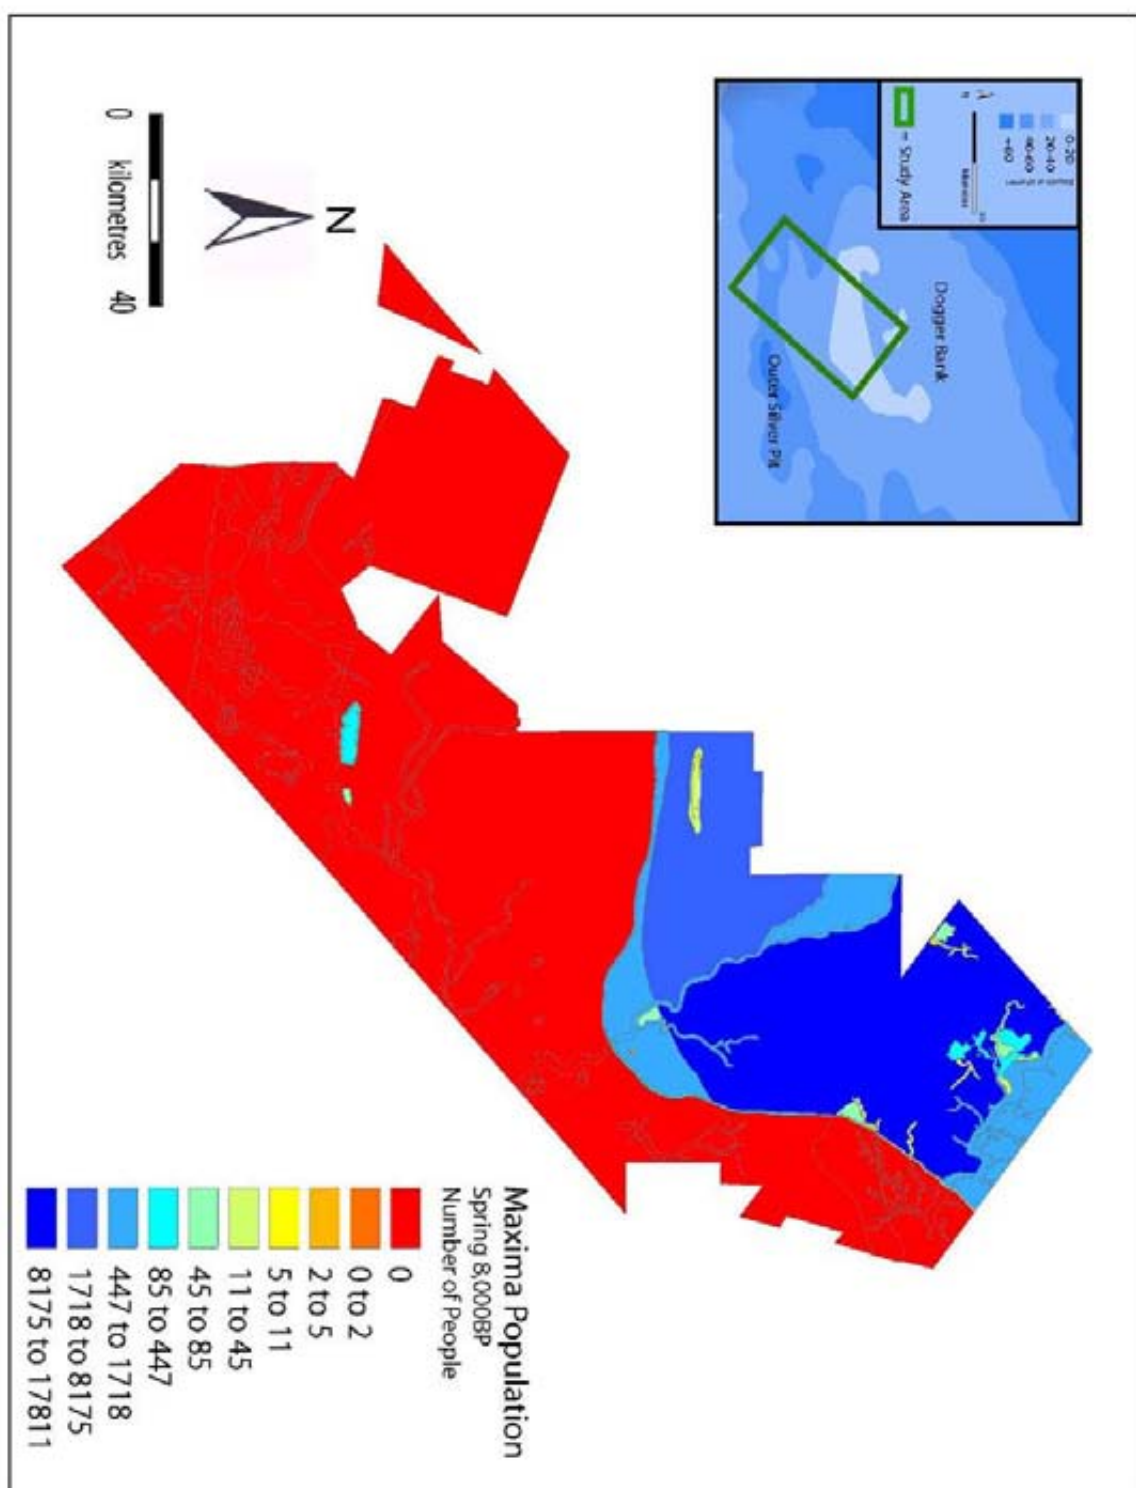 0-20
20-40
40-60
+60
N
= Study Area
Dogger Bank
Outer Silver Pit
N
0 kilometres 40
Maxima Population
Spring 8,000BP
Number of People
0
0 to 2
2 to 5
5 to 11
11 to 45
45 to 85
85 to 447
447 to 1718
1718 to 8175
8175 to 17811